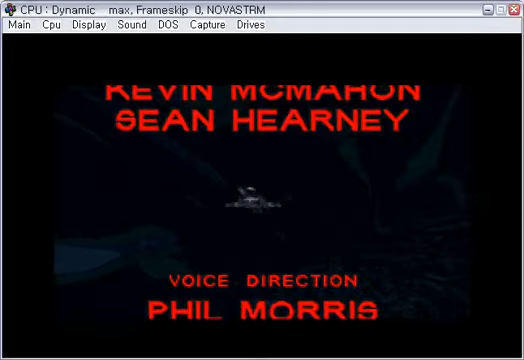 CPU : Dynamic max, Frameskip 0, NOVASTRM
Main Cpu Display Sound DOS Capture Drives
KEVIN MCMAHON
SEAN HEARNEY
VOICE DIRECTION
PHIL MORRIS